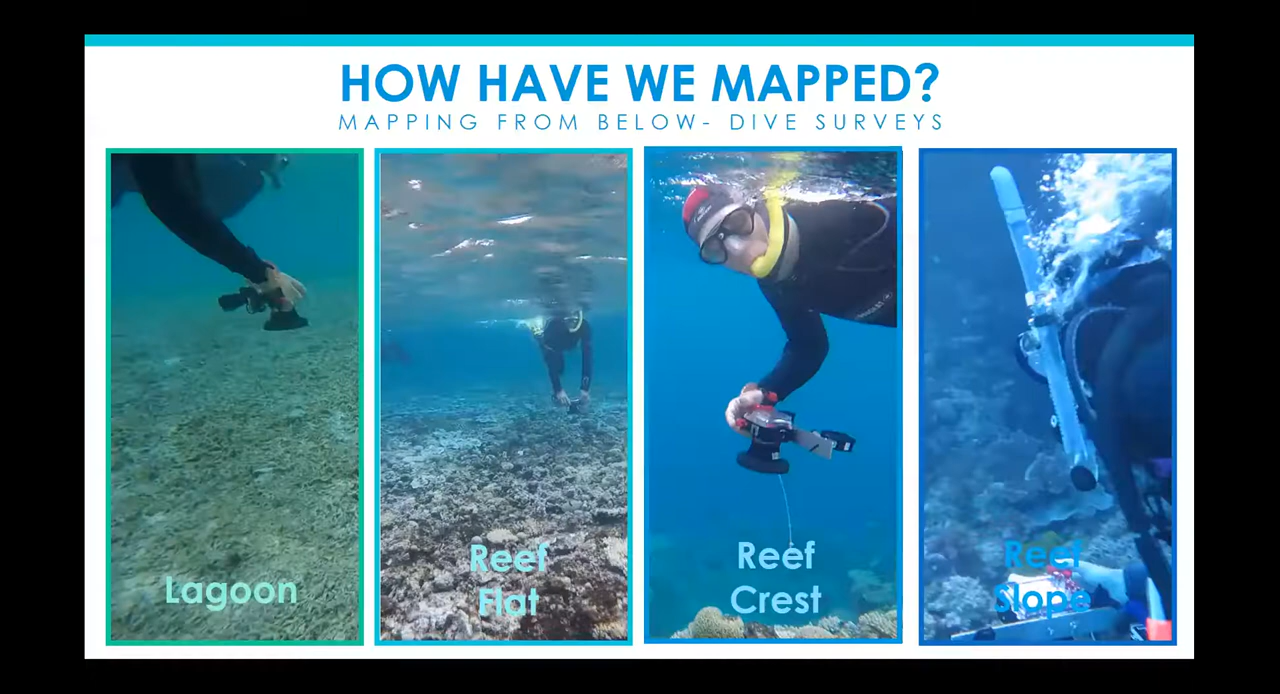 HOW HAVE WE MAPPED?
MAPPING FROM BELOW- DIVE SURVEYS
Lagoon
Reef
Flat
Reef
Crest
Reef
Slope